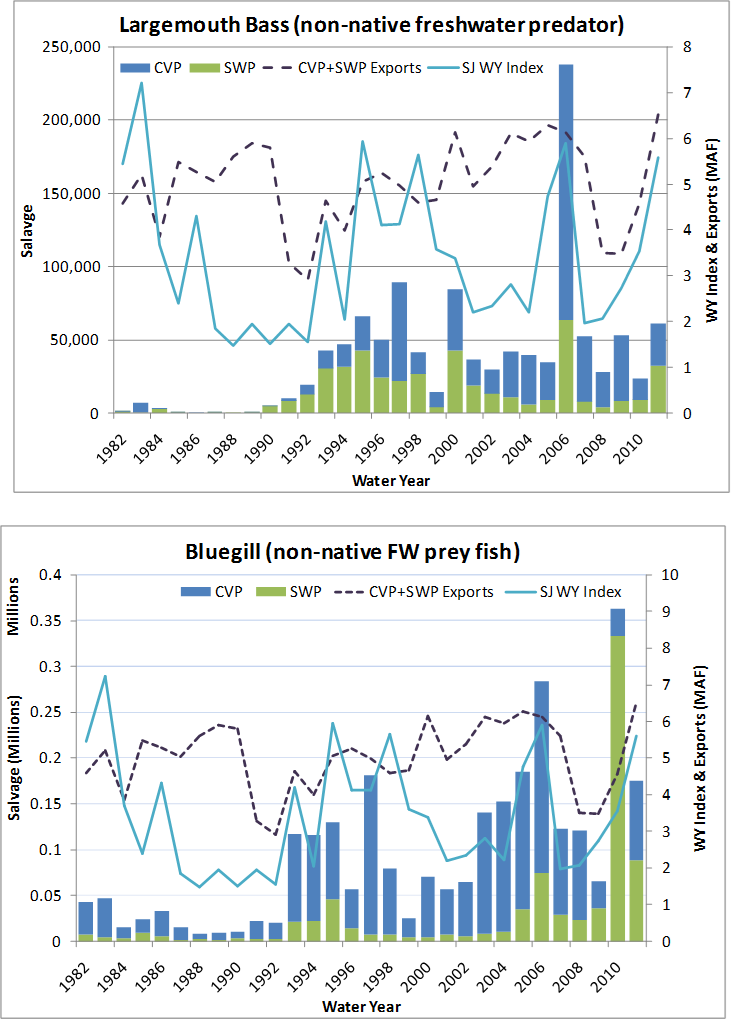 Largemouth Bass (non-native freshwater predator)
250,000
200,000
150,000
100,000
50,000
0
Salavge
CVP SWP CVP+SWP Exports SJ WY Index
8
7
6
5
4
3
2
1
0
WY Index & Exports (MAF)
1982 1984 1986 1988 1990 1992 1994 1996 1998 2000 2002 2004 2006 2008 2010
Water Year
Bluegill (non-native FW prey fish)
Millions
Salvage (Millions)
0.4
0.35
0.3
0.25
0.2
0.15
0.1
0.05
0
CVP SWP CVP+SWP Exports SJ WY Index
10
9
8
7
6
5
4
3
2
1
0
WY Index & Exports (MAF)
1982 1984 1986 1988 1990 1992 1994 1996 1998 2000 2002 2004 2006 2008 2010
Water Year